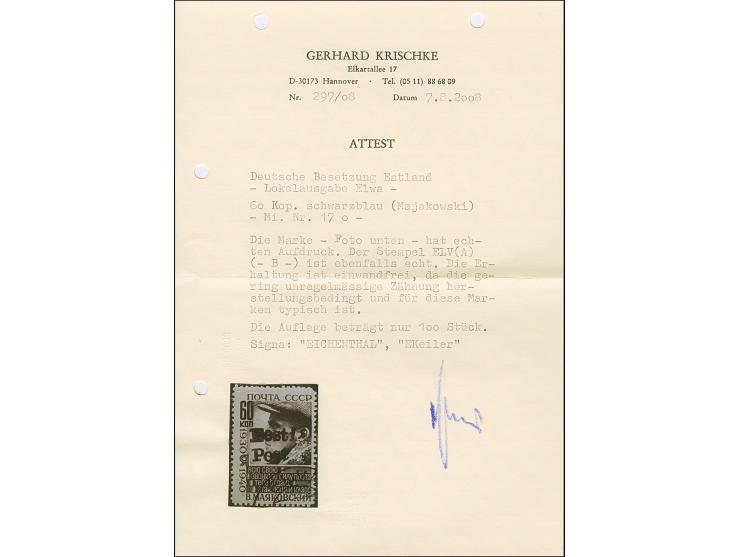 GERHARD KRISCHKE
Elkartallee 17
D-30173 Hannover · Tel. (05 11) 88 68 09
Nr. 297/08 Datum 7.8.2008
ATTEST
Deutsche Besetzung Estland
- Lokalausgabe Elwa -
60 Kop. schwarzblau (Majakowski)
- Mi. Nr. 17 o -
Die Marke - Foto unten - hat ech-
ten Aufdruck. Der Stempel ELV(A)
(- B -) ist ebenfalls echt. Die Er-
haltung ist einwandfrei, da die ge-
ring unregelmässige Zähnung her-
stellungsbedingt und für diese Mar-
ken typisch ist.
Die Auflage beträgt nur 100 Stück.
Signa: "EICHENTHAL", "EKeiler"
ПОЧТА СССР
60
КОП
1930
1940
Eesti
Post
В.МАЯКОВСКИЙ